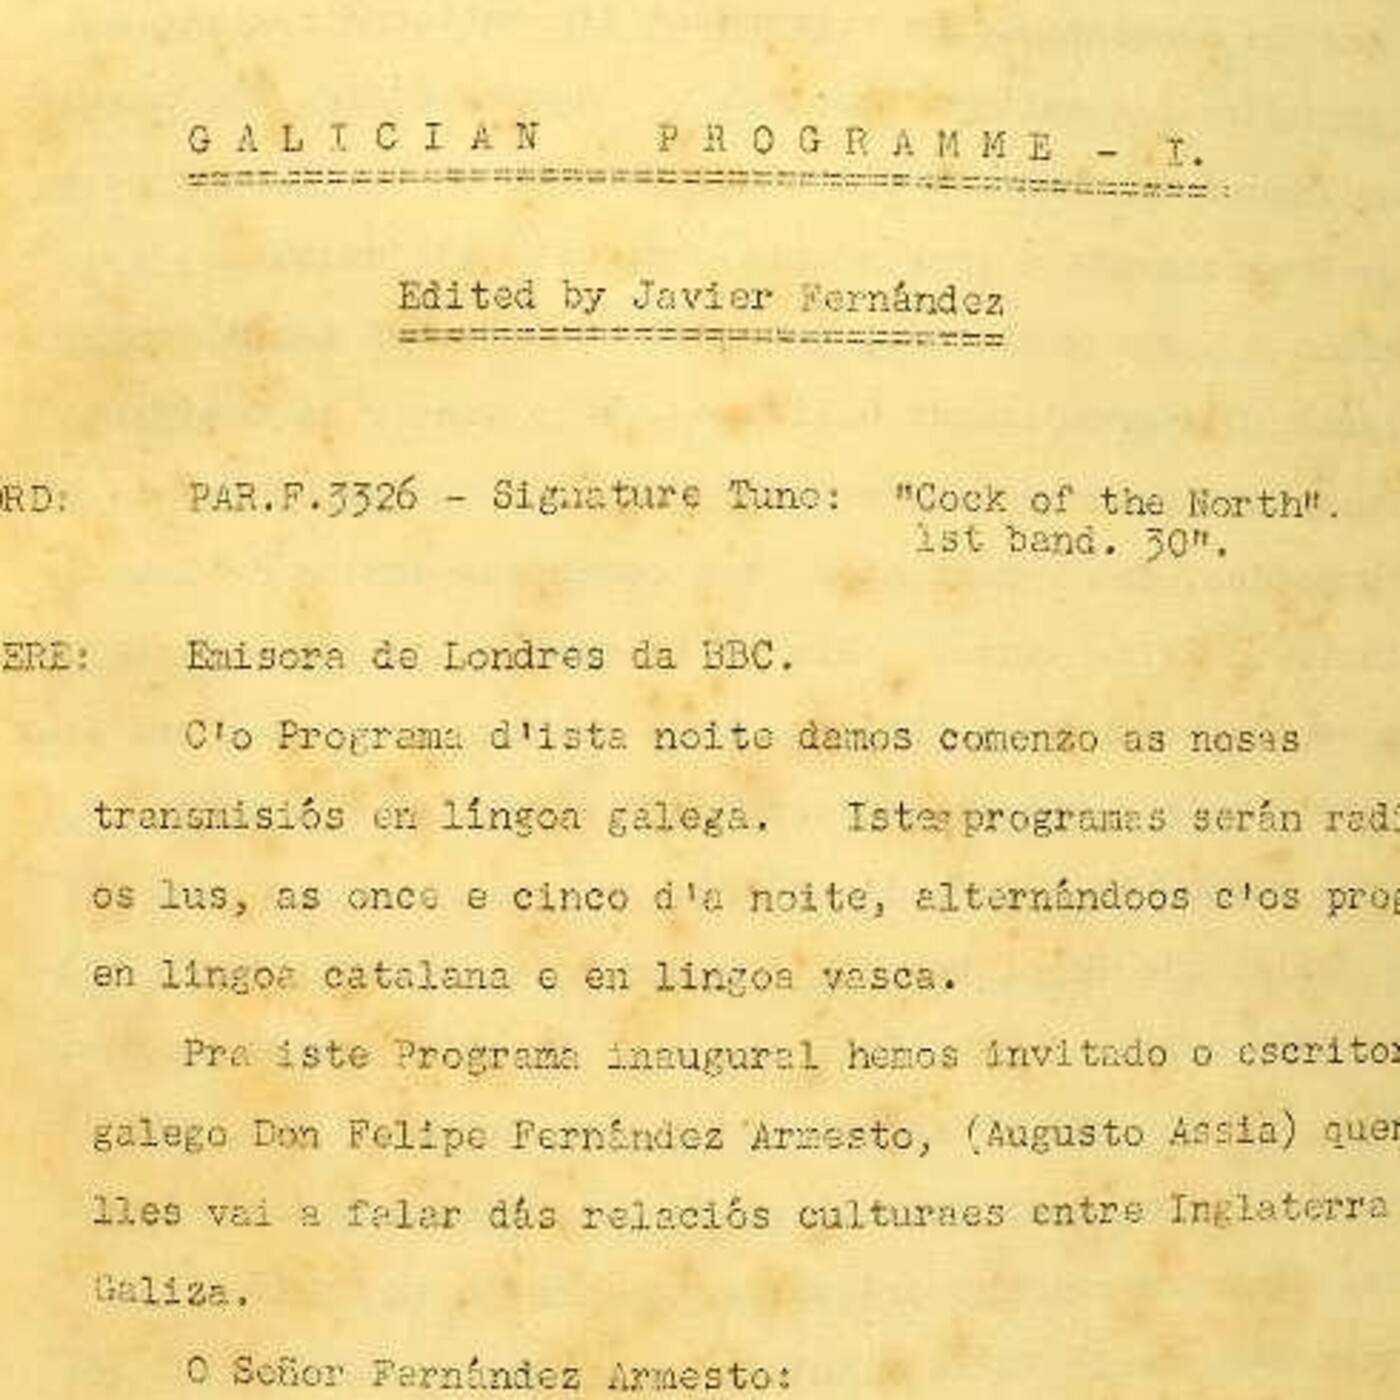 GALICIAN PROGRAMME - I.
Edited by Javier Fernández
ORD: PAR.F.3326 - Signature Tune: "Cock of the North".
1st band. 30".
ERE: Emisora de Londres da BBC.
C'o Programa d'ista noite damos comenzo as nosas
transmisiós en língoa galega. Istes programas serán radi
os lus, as once e cinco d'a noite, alternándoos c'os prog
en lingoa catalana e en lingoa vasca.
Pra iste Programa inaugural hemos invitado o escritor
galego Don Felipe Fernández Armesto, (Augusto Assia) quen
lles vai a falar dás relaciós culturaes entre Inglaterra
Galiza.
O Señor Fernández Armesto: